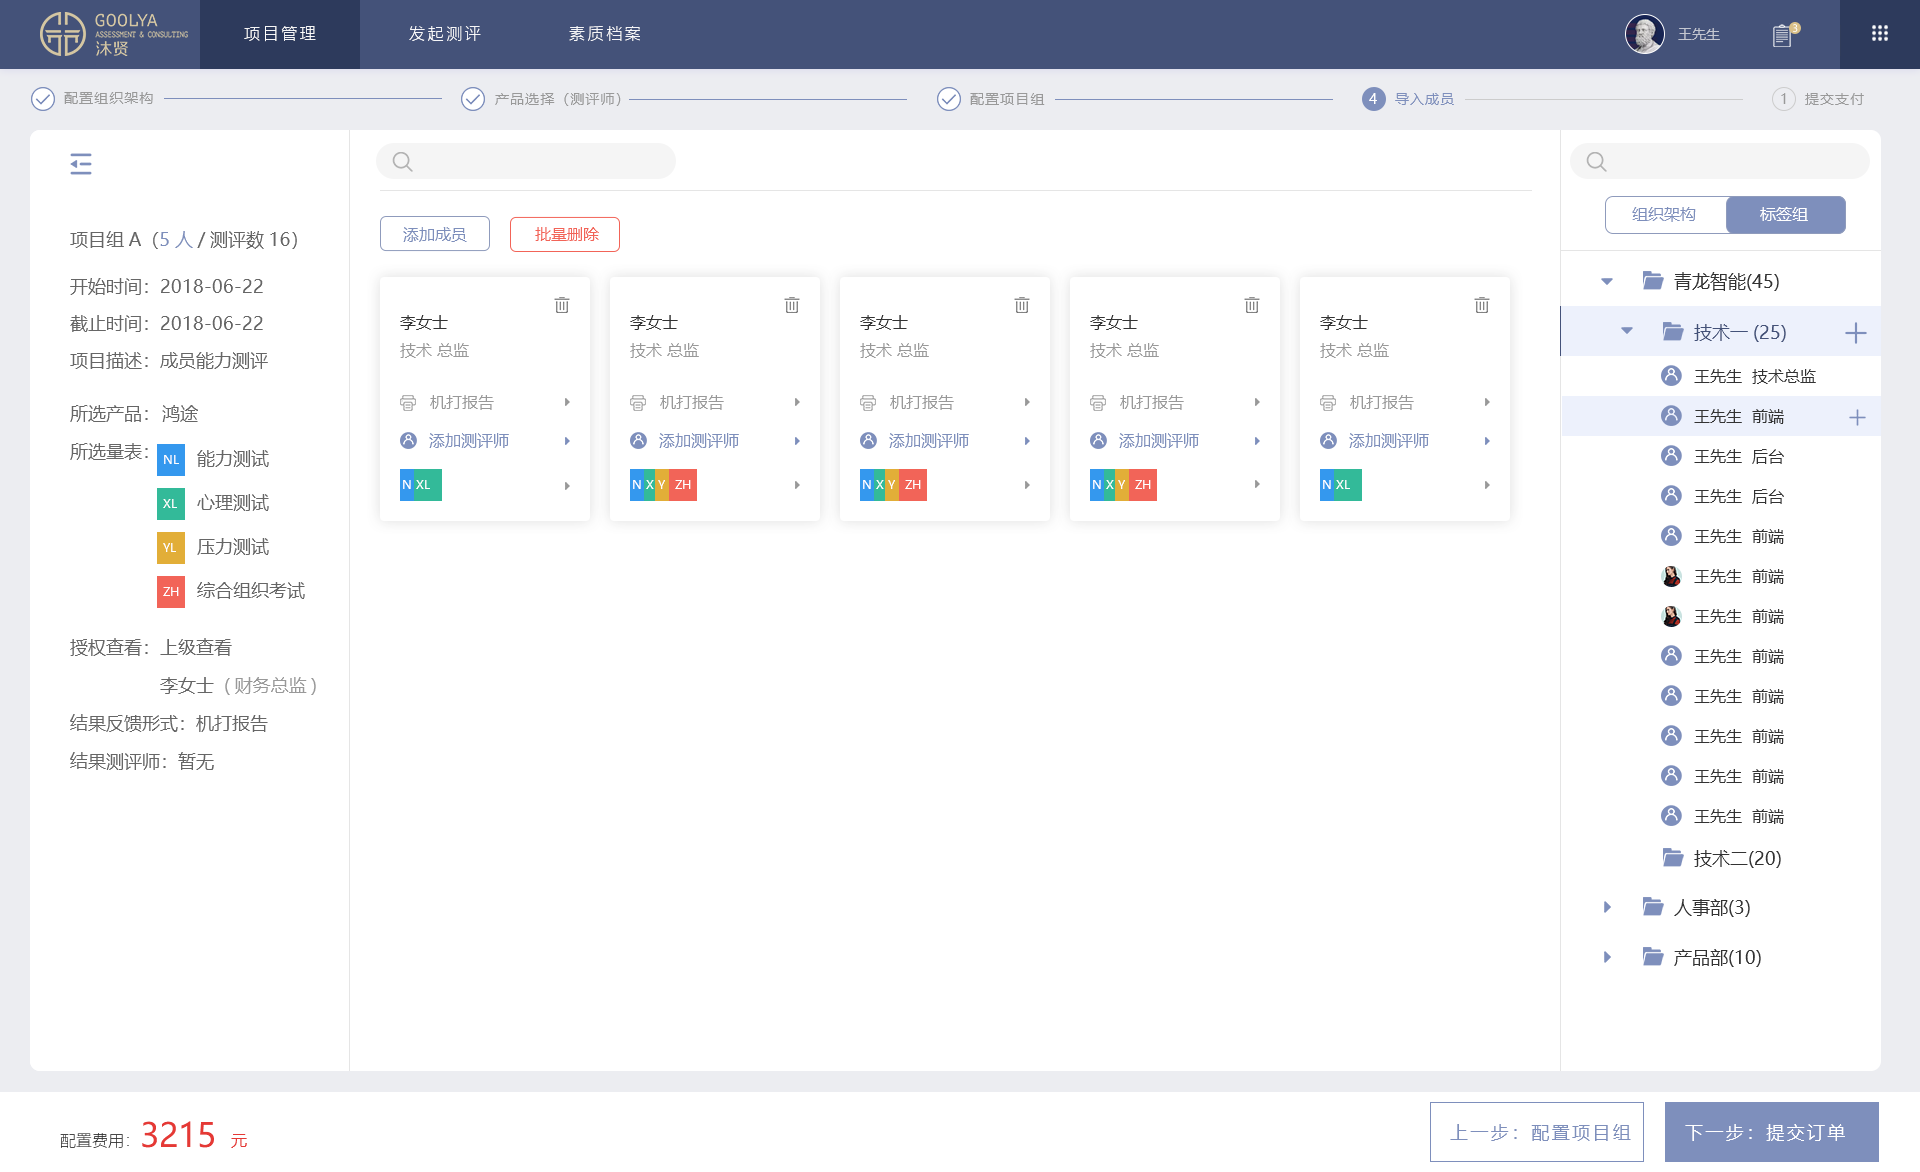 GOOLYA
ASSESSMENT & CONSULTING
沐贤
项目管理
发起测评
素质档案
王先生
3
配置组织架构
产品选择（测评师）
配置项目组
4 导入成员
1 提交支付
项目组 A（5 人 / 测评数 16）
开始时间：2018-06-22
截止时间：2018-06-22
项目描述：成员能力测评
所选产品：鸿途
所选量表：
NL 能力测试
XL 心理测试
YL 压力测试
ZH 综合组织考试
授权查看：上级查看
李女士（财务总监）
结果反馈形式：机打报告
结果测评师：暂无
添加成员
批量删除
李女士
技术 总监
机打报告
添加测评师
N XL
李女士
技术 总监
机打报告
添加测评师
N X Y ZH
李女士
技术 总监
机打报告
添加测评师
N X Y ZH
李女士
技术 总监
机打报告
添加测评师
N X Y ZH
李女士
技术 总监
机打报告
添加测评师
N XL
组织架构
标签组
青龙智能(45)
技术一 (25)
王先生 技术总监
王先生 前端
王先生 后台
王先生 后台
王先生 前端
王先生 前端
王先生 前端
王先生 前端
王先生 前端
王先生 前端
王先生 前端
王先生 前端
技术二(20)
人事部(3)
产品部(10)
配置费用：3215 元
上一步：配置项目组
下一步：提交订单